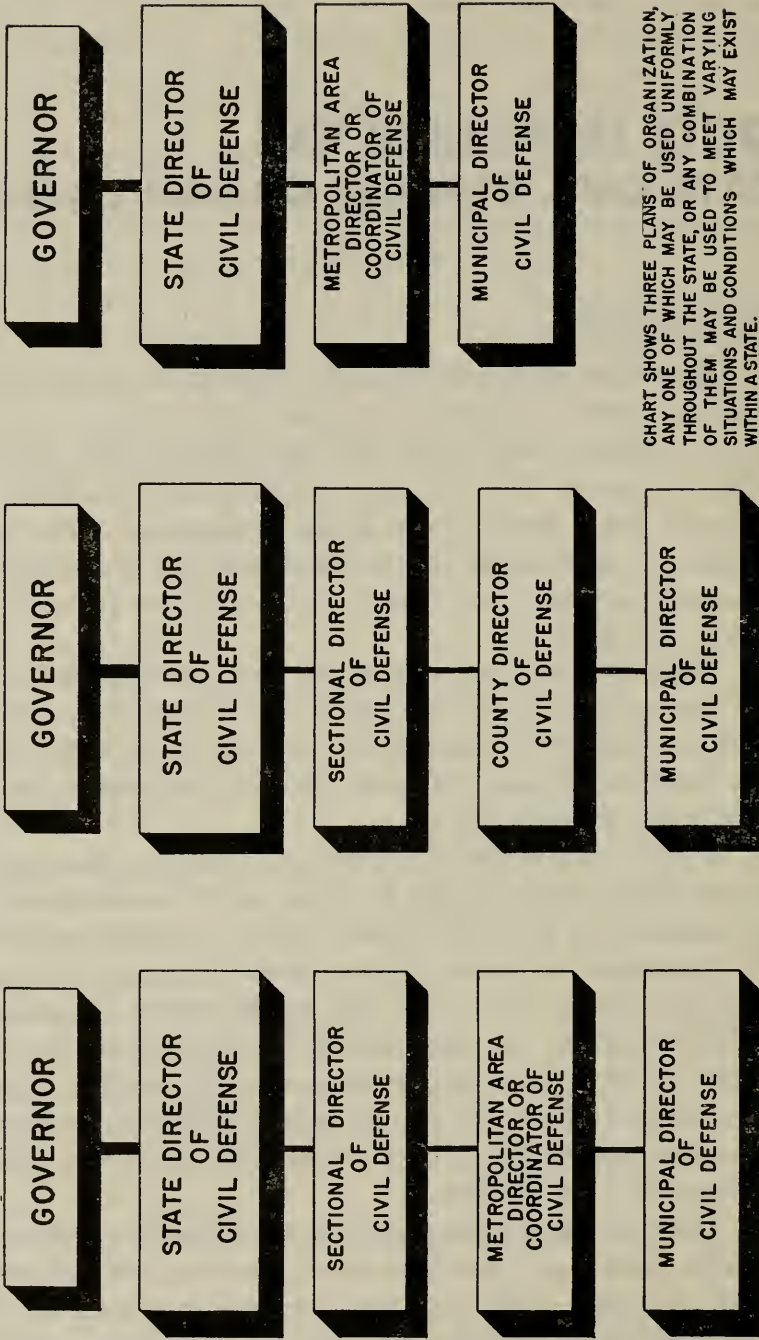 GOVERNOR
STATE DIRECTOR
OF
CIVIL DEFENSE
SECTIONAL DIRECTOR
OF
CIVIL DEFENSE
METROPOLITAN AREA
DIRECTOR OR
COORDINATOR OF
CIVIL DEFENSE
MUNICIPAL DIRECTOR
OF
CIVIL DEFENSE
GOVERNOR
STATE DIRECTOR
OF
CIVIL DEFENSE
SECTIONAL DIRECTOR
OF
CIVIL DEFENSE
COUNTY DIRECTOR
OF
CIVIL DEFENSE
MUNICIPAL DIRECTOR
OF
CIVIL DEFENSE
GOVERNOR
STATE DIRECTOR
OF
CIVIL DEFENSE
METROPOLITAN AREA
DIRECTOR OR
COORDINATOR OF
CIVIL DEFENSE
MUNICIPAL DIRECTOR
OF
CIVIL DEFENSE
CHART SHOWS THREE PLANS OF ORGANIZATION,
ANY ONE OF WHICH MAY BE USED UNIFORMLY
THROUGHOUT THE STATE, OR ANY COMBINATION
OF THEM MAY BE USED TO MEET VARYING
SITUATIONS AND CONDITIONS WHICH MAY EXIST
WITHIN A STATE.